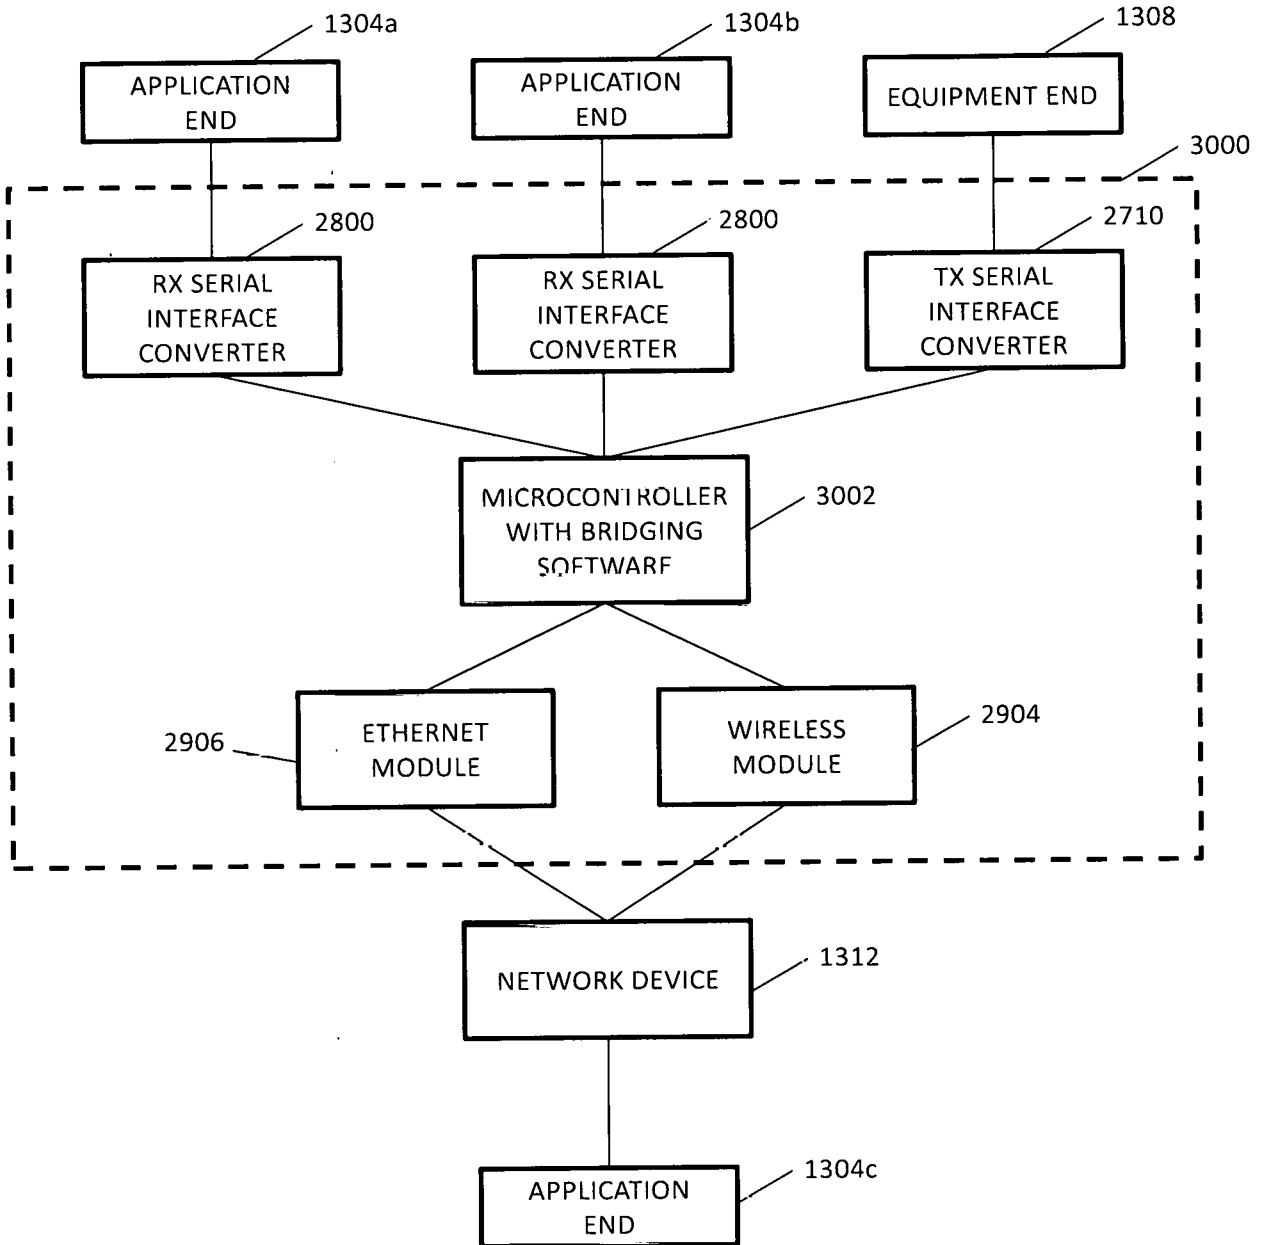 1304a
1304b
1308
APPLICATION
END
APPLICATION
END
EQUIPMENT END
3000
2800
2800
2710
RX SERIAL
INTERFACE
CONVERTER
RX SERIAL
INTERFACE
CONVERTER
TX SERIAL
INTERFACE
CONVERTER
MICROCONTROLLER
WITH BRIDGING
SOFTWARE
3002
2906
ETHERNET
MODULE
WIRELESS
MODULE
2904
NETWORK DEVICE
1312
APPLICATION
END
1304c